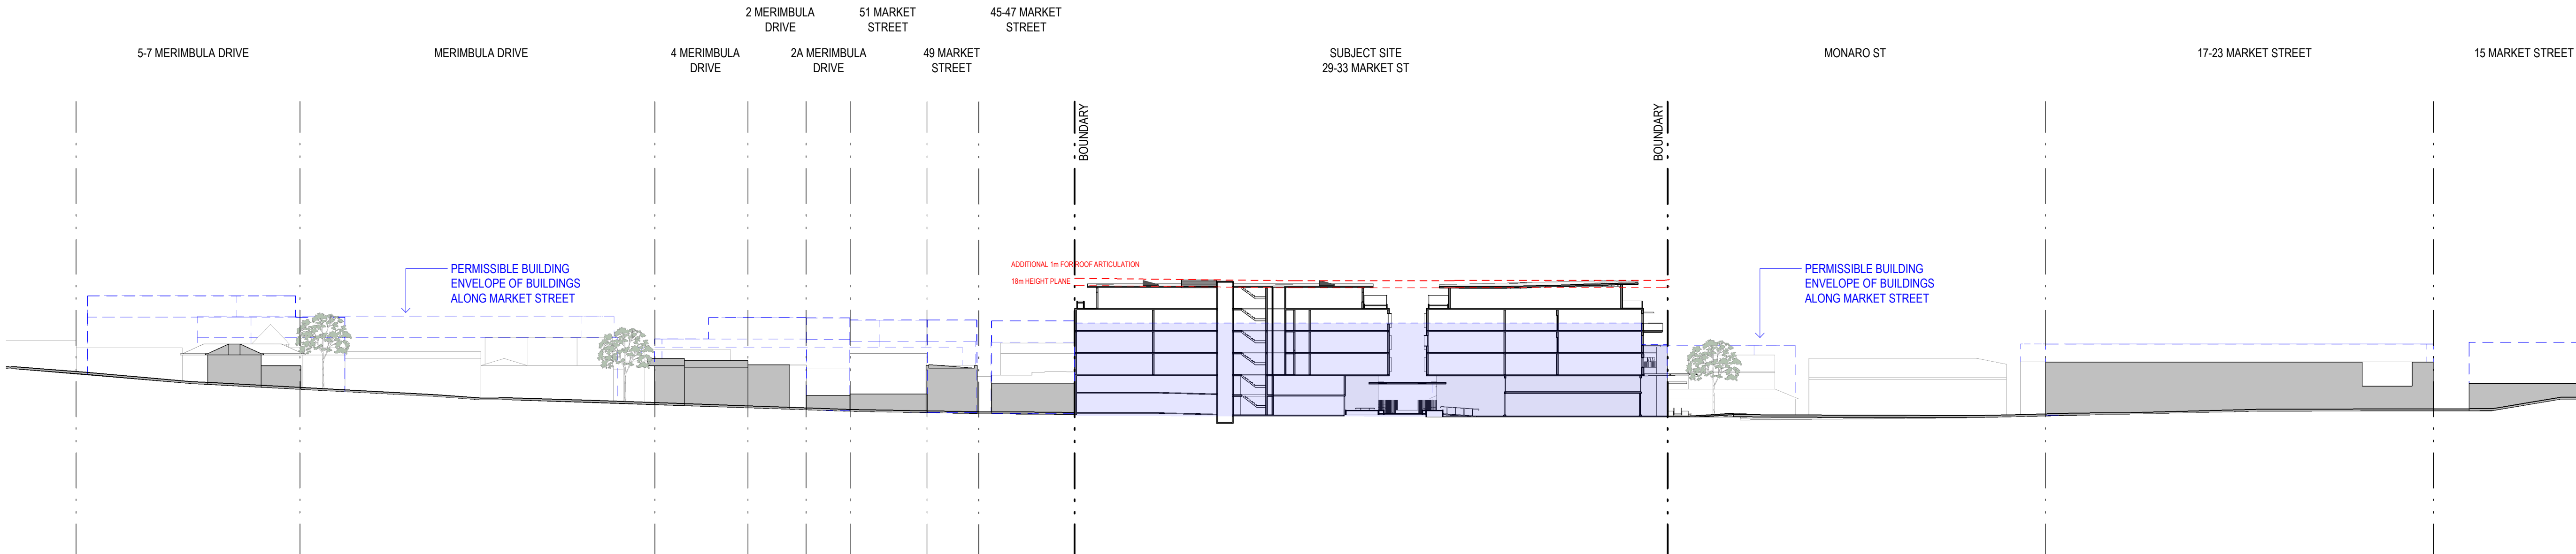 2 MERIMBULA
DRIVE
51 MARKET
STREET
45-47 MARKET
STREET
5-7 MERIMBULA DRIVE
MERIMBULA DRIVE
4 MERIMBULA
DRIVE
2A MERIMBULA
DRIVE
49 MARKET
STREET
SUBJECT SITE
29-33 MARKET ST
MONARO ST
17-23 MARKET STREET
15 MARKET STREET
BOUNDARY
BOUNDARY
PERMISSIBLE BUILDING
ENVELOPE OF BUILDINGS
ALONG MARKET STREET
ADDITIONAL 1m FOR ROOF ARTICULATION
18m HEIGHT PLANE
PERMISSIBLE BUILDING
ENVELOPE OF BUILDINGS
ALONG MARKET STREET